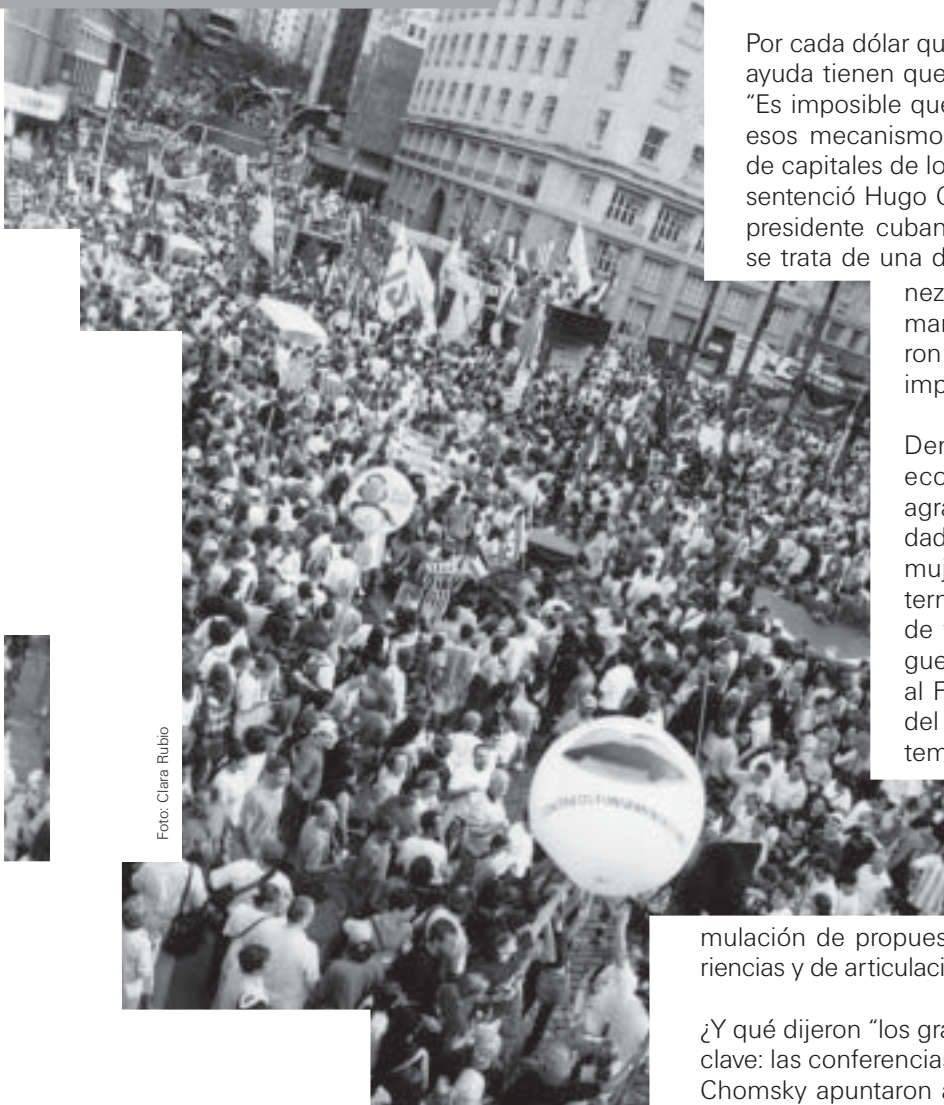 Por cada dólar qu
ayuda tienen que
“Es imposible que
esos mecanismo
de capitales de lo
sentenció Hugo C
presidente cuban
se trata de una d
nez
mar
ron
imp
Der
eco
agra
dad
muj
tern
de
gue
al F
del
tem
mulación de propues
riencias y de articulaci
¿Y qué dijeron “los gra
clave: las conferencias
Chomsky apuntaron a
Foto: Clara Rubio